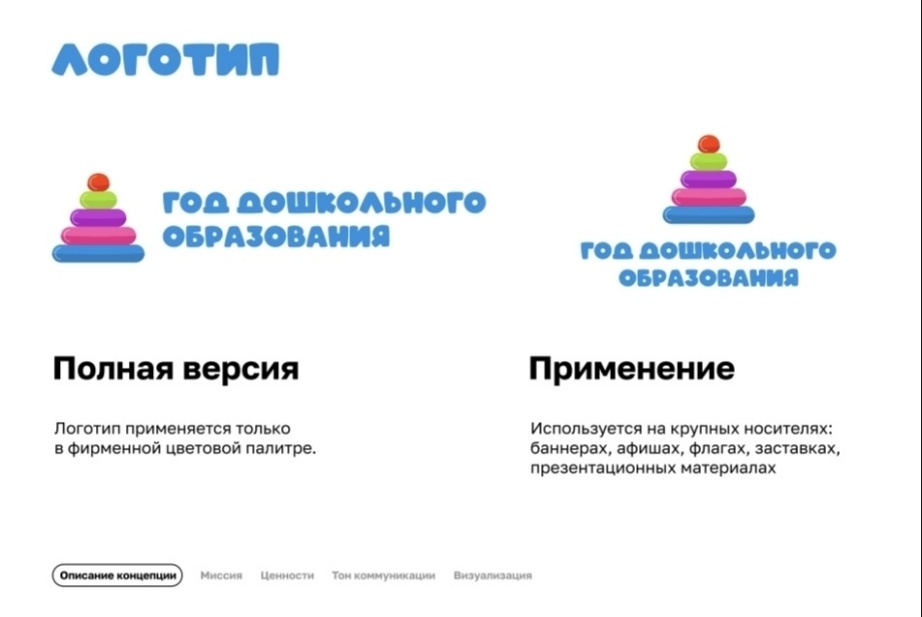 ЛОГОТИП
ГОД ДОШКОЛЬНОГО
ОБРАЗОВАНИЯ
ГОД ДОШКОЛЬНОГО
ОБРАЗОВАНИЯ
Полная версия
Логотип применяется только
в фирменной цветовой палитре.
Применение
Используется на крупных носителях:
баннерах, афишах, флагах, заставках,
презентационных материалах
Описание концепции Миссия Ценности Тон коммуникации Визуализация